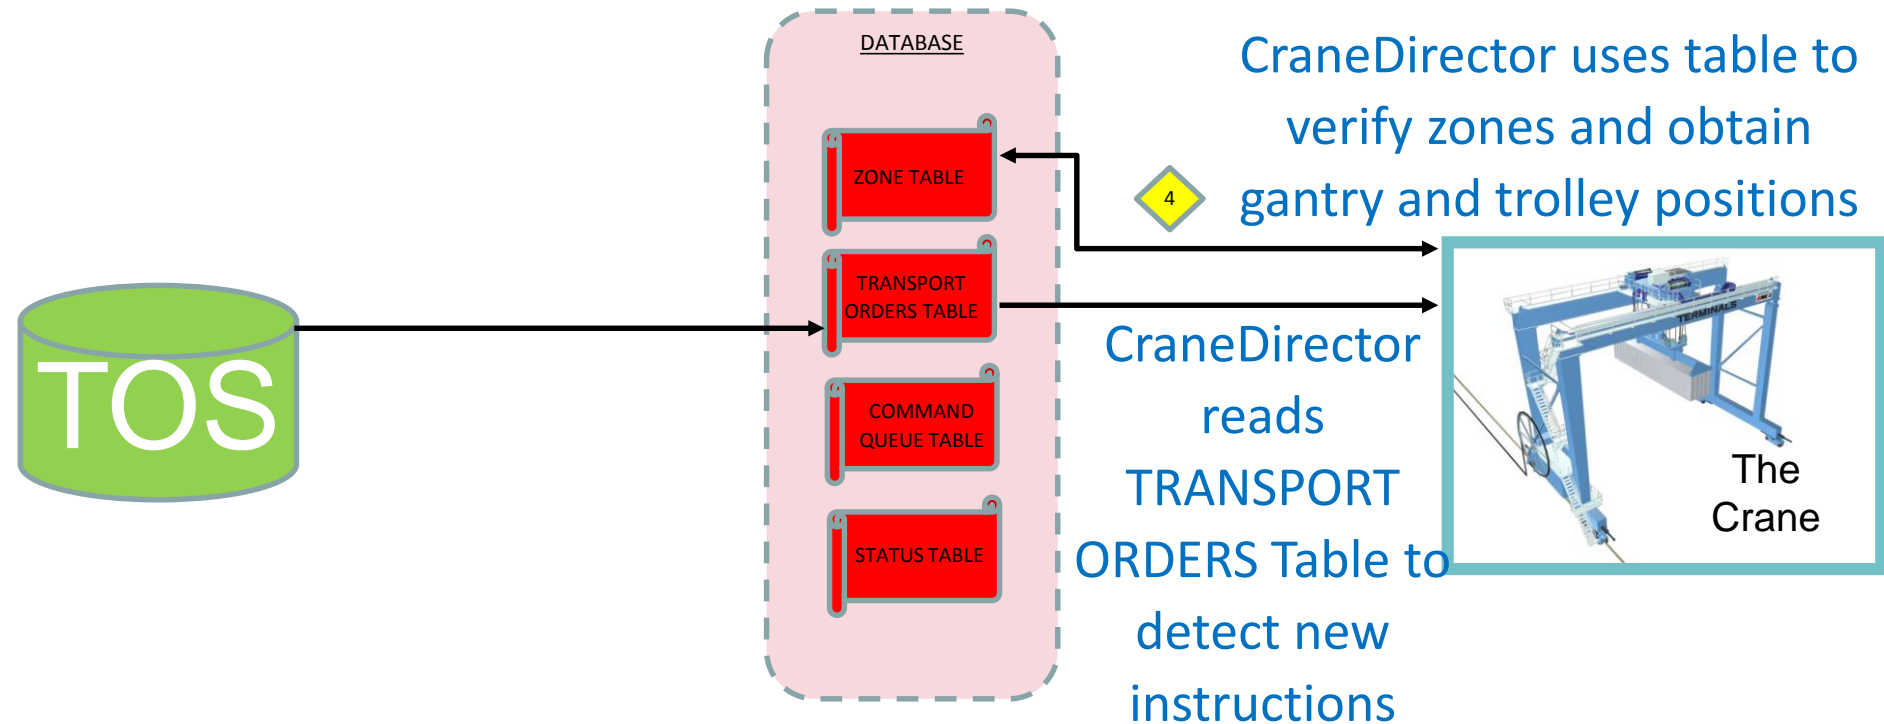 DATABASE
CraneDirector uses table to
verify zones and obtain
gantry and trolley positions
ZONE TABLE
4
TRANSPORT
ORDERS TABLE
TOS
COMMAND
QUEUE TABLE
STATUS TABLE
CraneDirector
reads
TRANSPORT
ORDERS Table to
detect new
instructions
TERMINALS
The
Crane